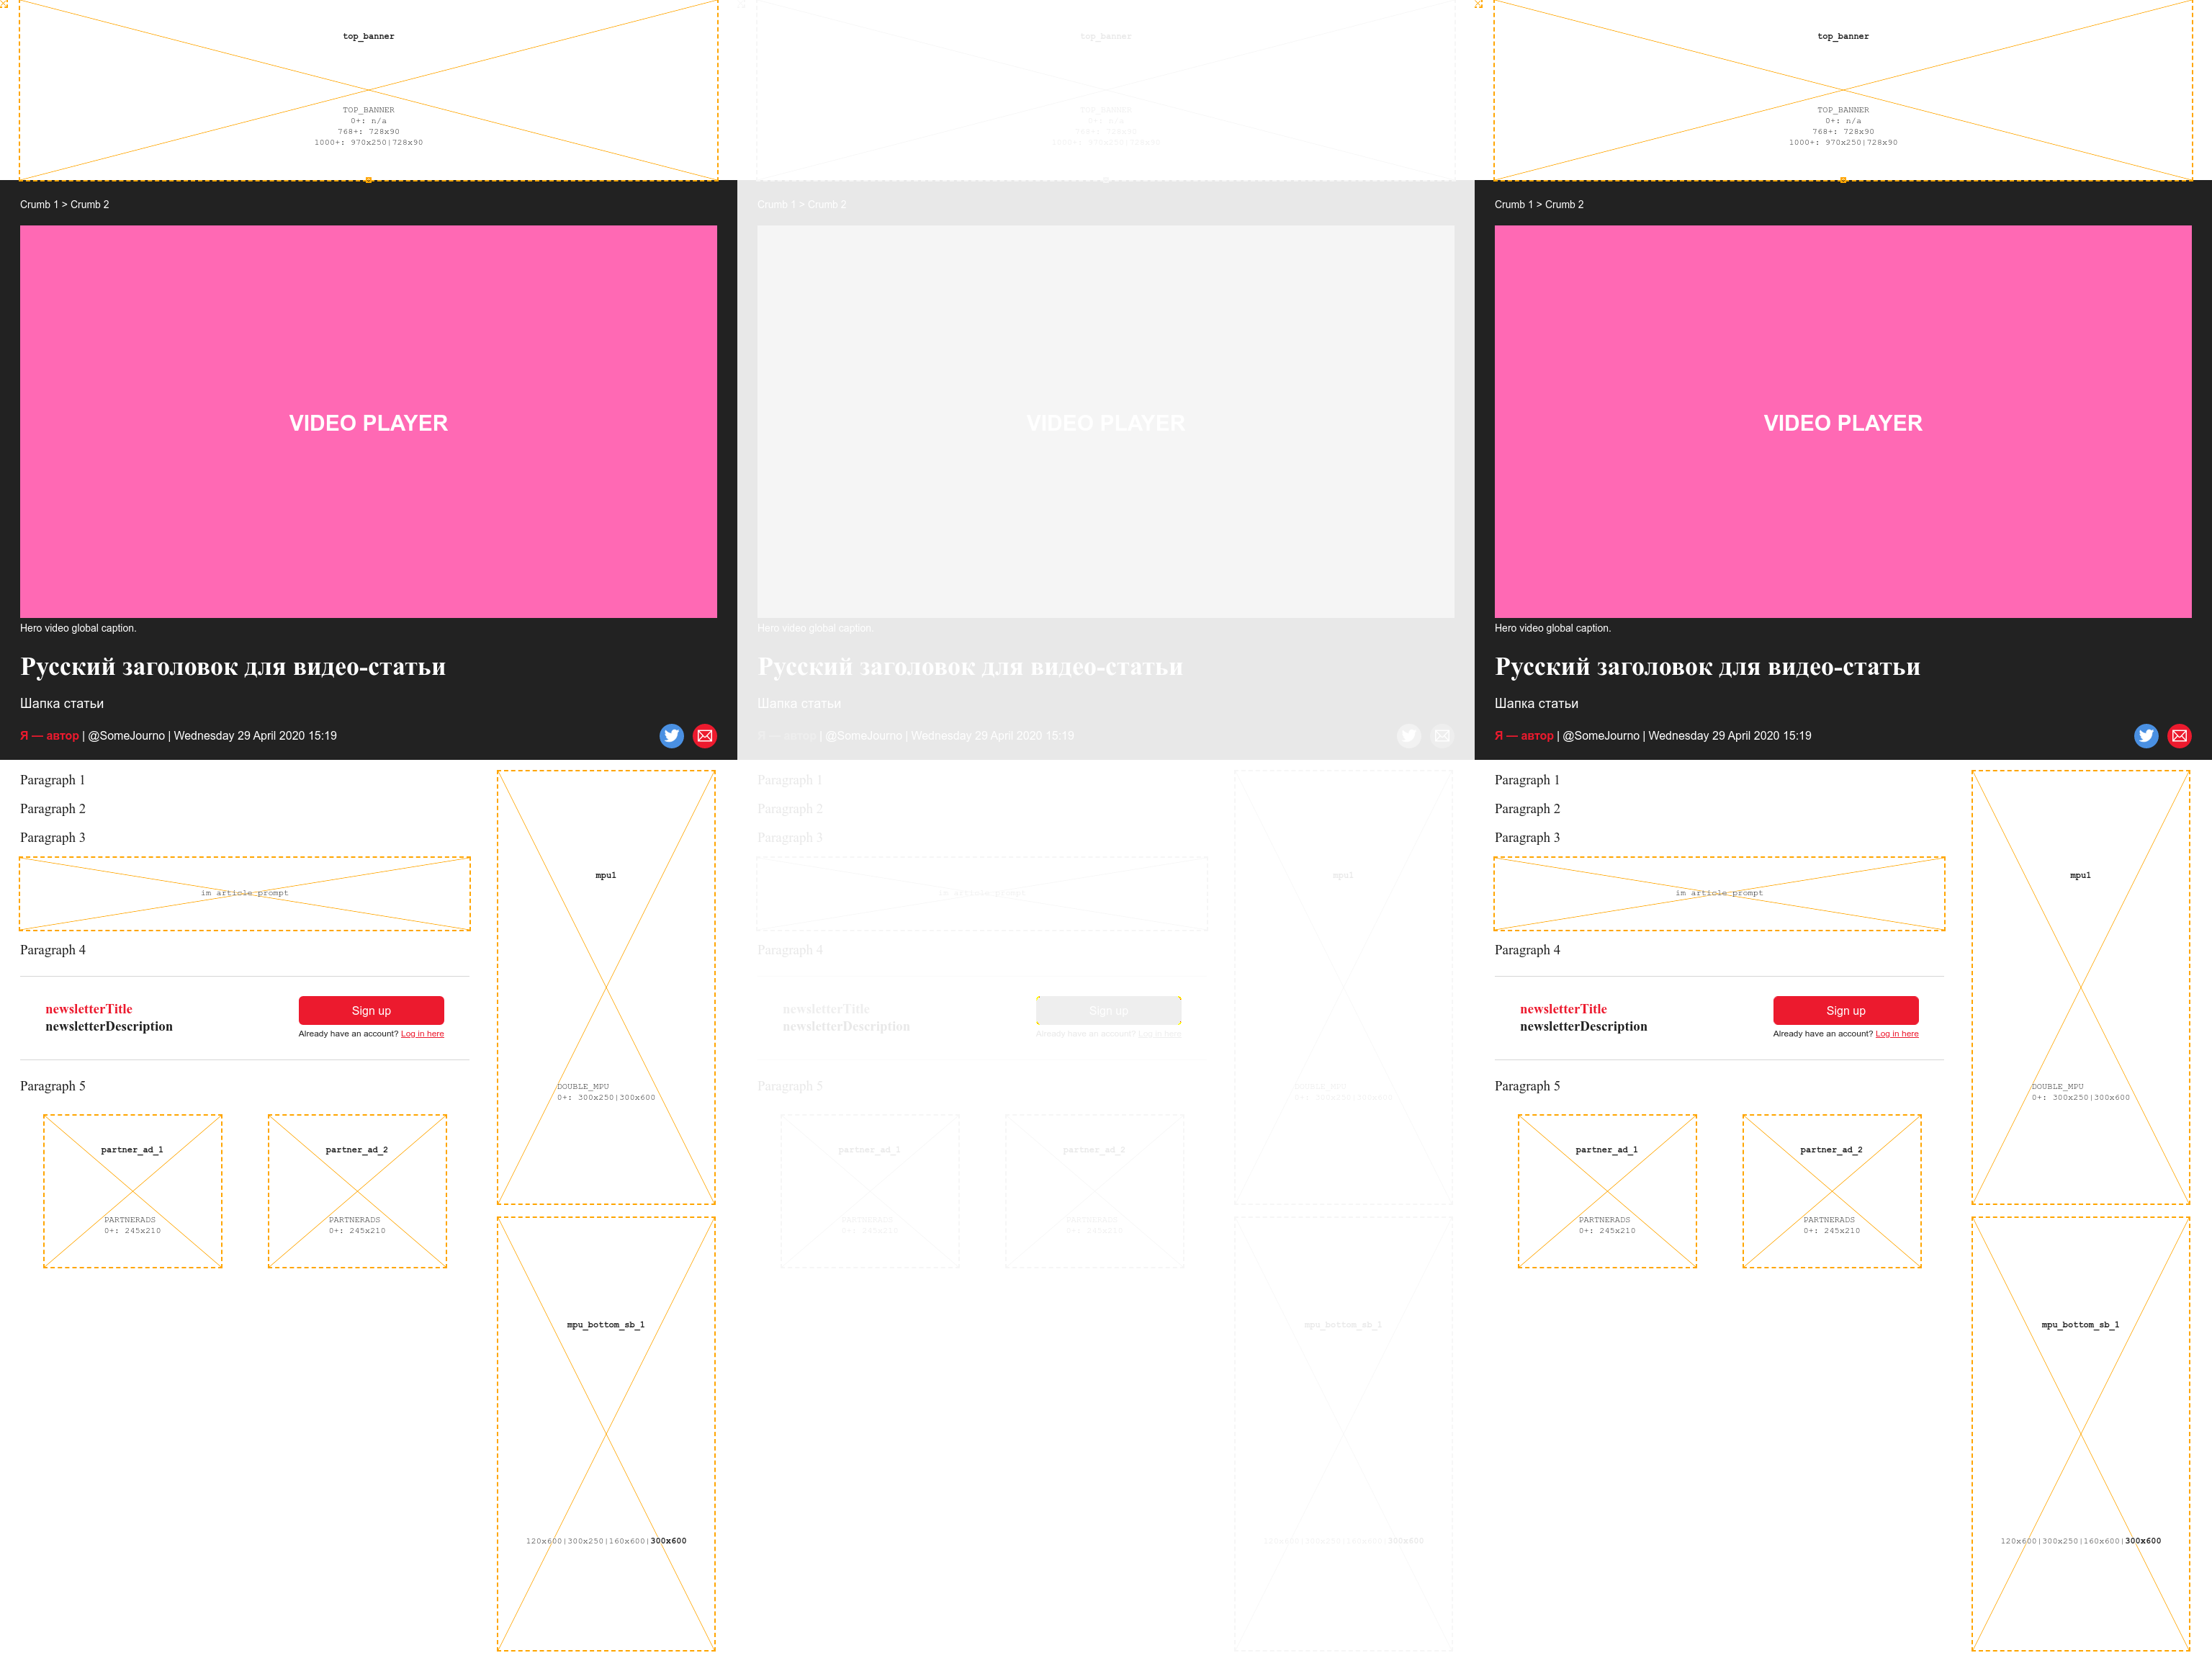 top_banner
TOP_BANNER
0+: n/a
768+: 728x90
1000+: 970x250|728x90
Crumb 1 > Crumb 2
VIDEO PLAYER
Hero video global caption.
Русский заголовок для видео-статьи
Шапка статьи
Я — автор | @SomeJourno | Wednesday 29 April 2020 15:19
Paragraph 1
Paragraph 2
Paragraph 3
im article prompt
Paragraph 4
newsletterTitle
newsletterDescription
Sign up
Already have an account? Log in here
Paragraph 5
partner_ad_1
PARTNERADS
0+: 245x210
partner_ad_2
PARTNERADS
0+: 245x210
mpu1
DOUBLE_MPU
0+: 300x250|300x600
mpu_bottom_sb_1
120x600|300x250|160x600|300x600
top_banner
TOP_BANNER
0+: n/a
768+: 728x90
1000+: 970x250|728x90
Crumb 1 > Crumb 2
VIDEO PLAYER
Hero video global caption.
Русский заголовок для видео-статьи
Шапка статьи
Я — автор | @SomeJourno | Wednesday 29 April 2020 15:19
Paragraph 1
Paragraph 2
Paragraph 3
im article prompt
Paragraph 4
newsletterTitle
newsletterDescription
Sign up
Already have an account? Log in here
Paragraph 5
partner_ad_1
PARTNERADS
0+: 245x210
partner_ad_2
PARTNERADS
0+: 245x210
mpu1
DOUBLE_MPU
0+: 300x250|300x600
mpu_bottom_sb_1
120x600|300x250|160x600|300x600
top_banner
TOP_BANNER
0+: n/a
768+: 728x90
1000+: 970x250|728x90
Crumb 1 > Crumb 2
VIDEO PLAYER
Hero video global caption.
Русский заголовок для видео-статьи
Шапка статьи
Я — автор | @SomeJourno | Wednesday 29 April 2020 15:19
Paragraph 1
Paragraph 2
Paragraph 3
im article prompt
Paragraph 4
newsletterTitle
newsletterDescription
Sign up
Already have an account? Log in here
Paragraph 5
partner_ad_1
PARTNERADS
0+: 245x210
partner_ad_2
PARTNERADS
0+: 245x210
mpu1
DOUBLE_MPU
0+: 300x250|300x600
mpu_bottom_sb_1
120x600|300x250|160x600|300x600